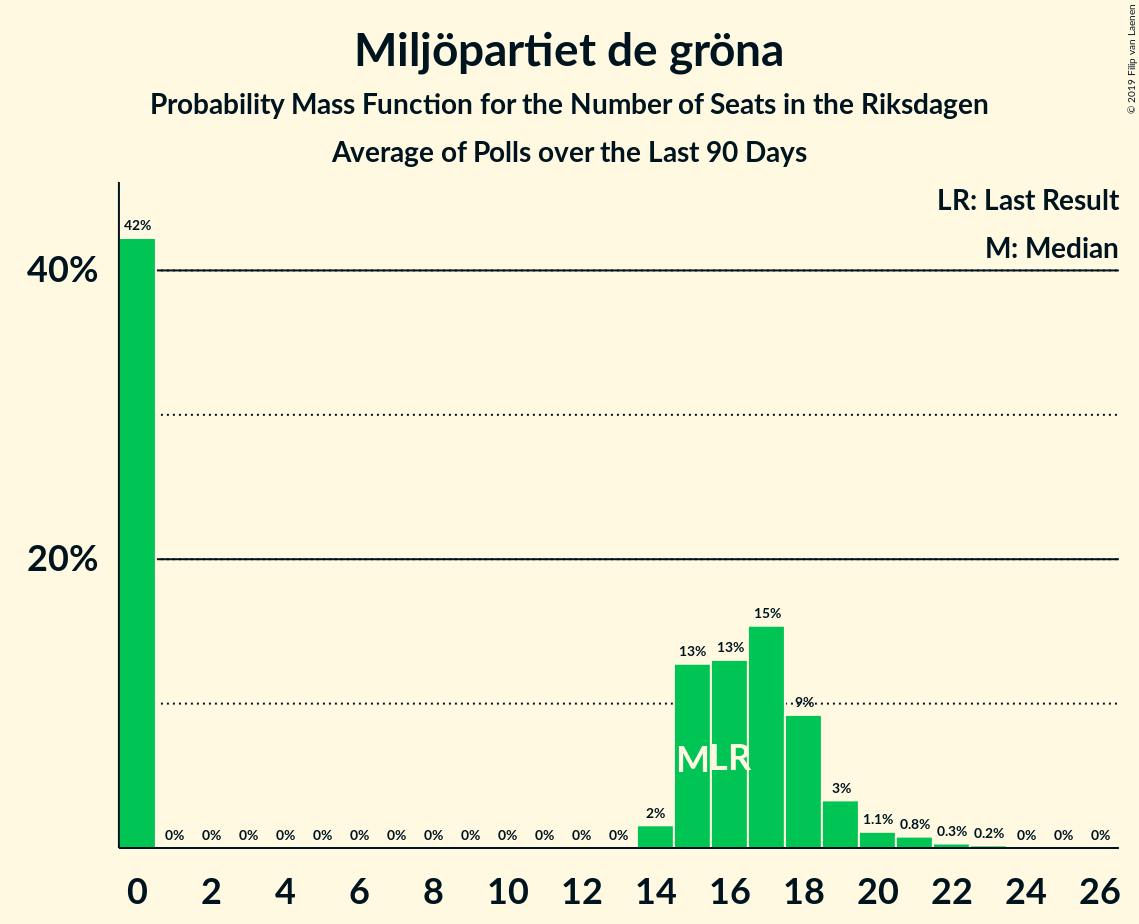 Miljöpartiet de gröna
Probability Mass Function for the Number of Seats in the Riksdagen
Average of Polls over the Last 90 Days
© 2019 Filip van Laenen
LR: Last Result
M: Median
42%
40%
20%
15%
13%
13%
9%
M
LR
3%
2%
1.1%
0.8%
0.3%
0.2%
0% 0% 0% 0% 0% 0% 0% 0% 0% 0% 0% 0% 0% 0% 0% 0%
0 2 4 6 8 10 12 14 16 18 20 22 24 26